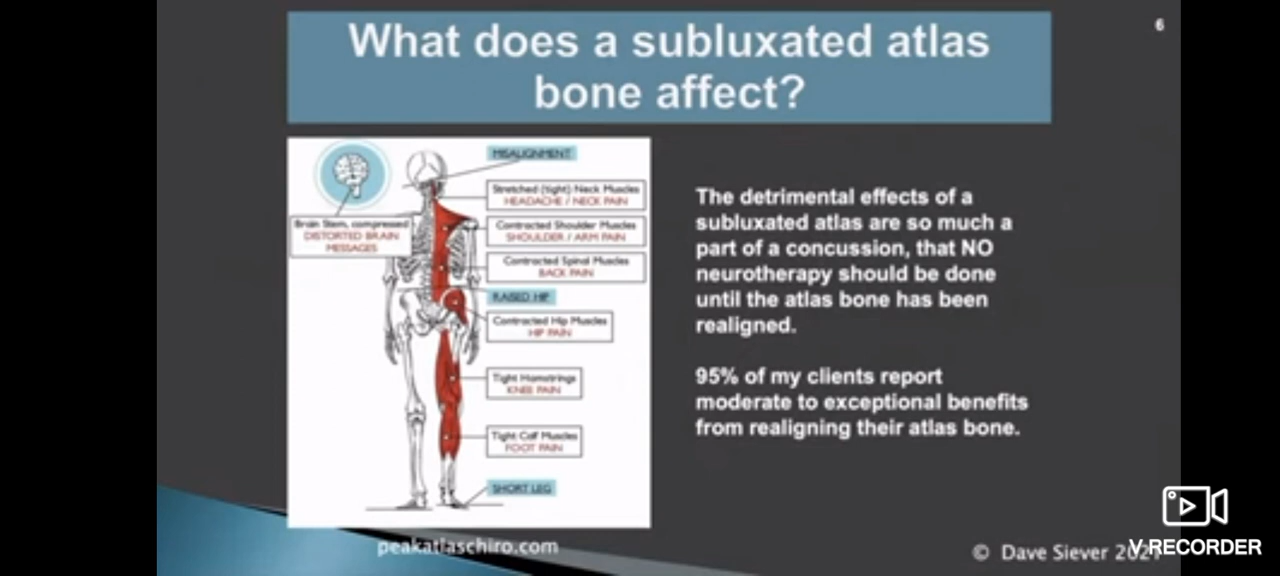 What does a subluxated atlas
bone affect?
6
MISALIGNMENT
Stretched (tight) Neck Muscles
HEADACHE / NECK PAIN
Brain Stem, compressed
DISTORTED BRAIN
MESSAGES
Contracted Shoulder Muscles
SHOULDER / ARM PAIN
Contracted Spinal Muscles
BACK PAIN
RAISED HIP
Contracted Hip Muscles
HIP PAIN
Tight Hamstrings
KNEE PAIN
Tight Calf Muscles
FOOT PAIN
SHORT LEG
The detrimental effects of a
subluxated atlas are so much a
part of a concussion, that NO
neurotherapy should be done
until the atlas bone has been
realigned.
95% of my clients report
moderate to exceptional benefits
from realigning their atlas bone.
peakatlaschiro.com
© Dave Siever
V RECORDER